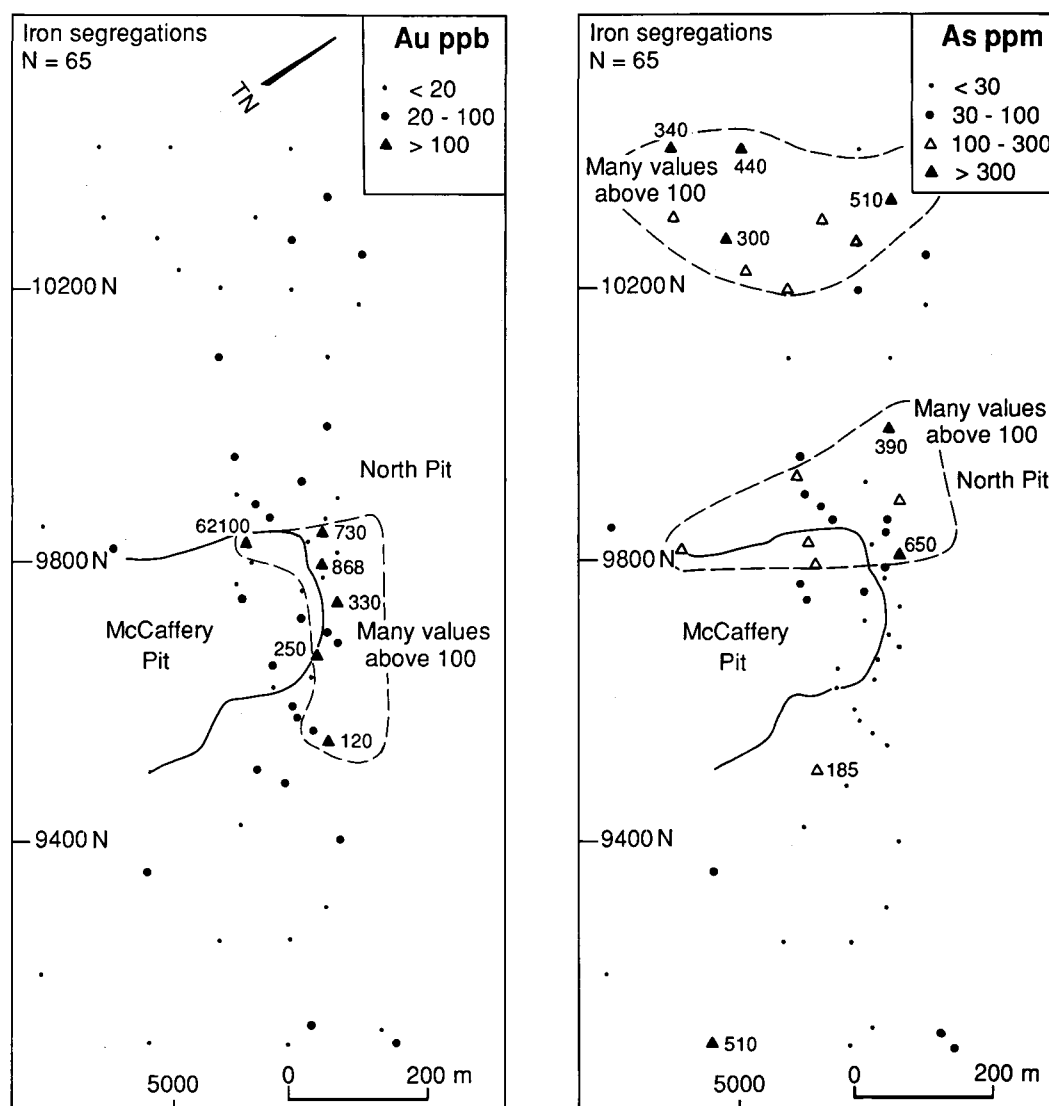 Iron segregations
N = 65
Au ppb
< 20
20 - 100
> 100
TN
10200 N
North Pit
62100
730
9800 N
868
330
McCaffery
Pit
250
Many values
above 100
120
9400 N
5000
0
200 m
Iron segregations
N = 65
As ppm
< 30
30 - 100
100 - 300
> 300
340
Many values
above 100
440
510
300
10200 N
Many values
above 100
390
North Pit
650
9800 N
McCaffery
Pit
185
9400 N
510
5000
0
200 m